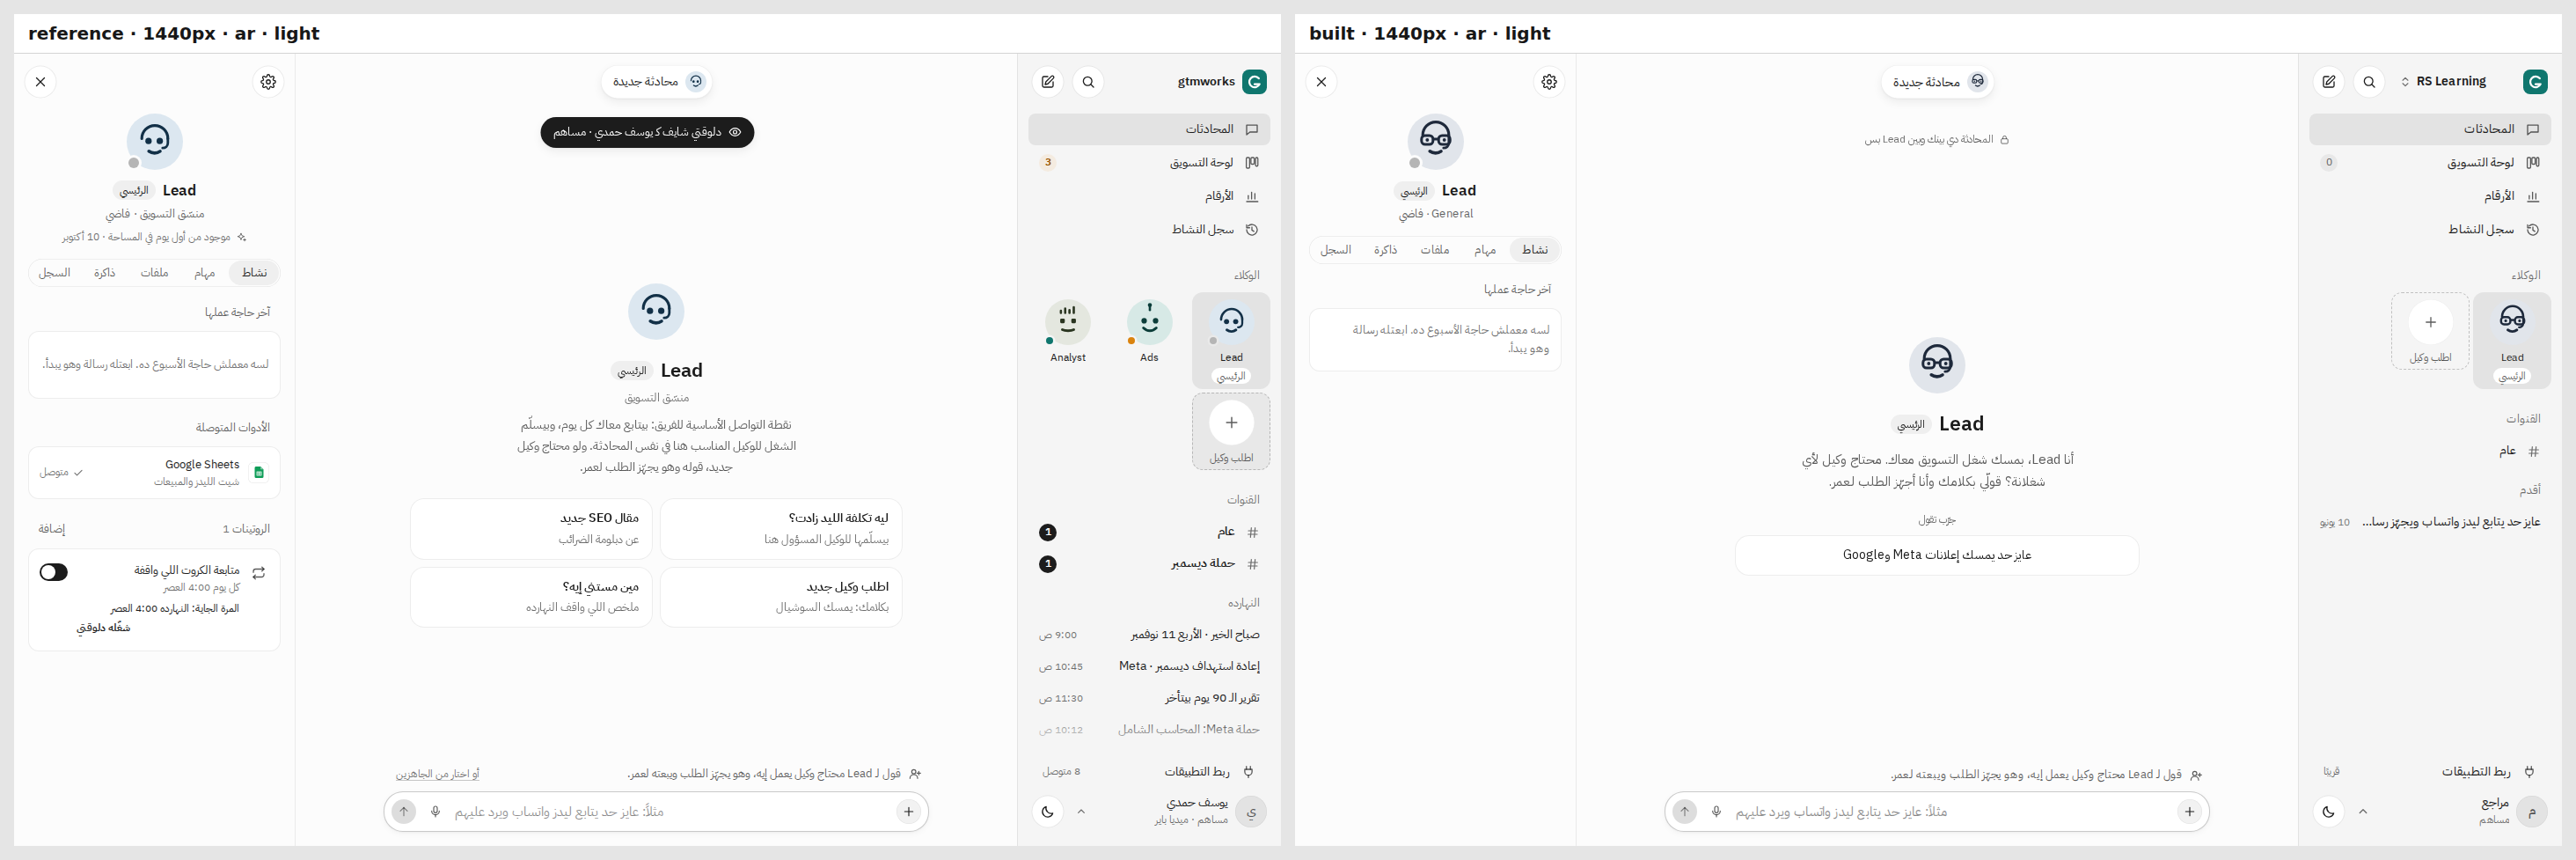 reference · 1440px · ar · light
gtmworks
المحادثات
لوحة التسويق
3
الأرقام
سجل النشاط
الوكلاء
Lead
الرئيسي
Ads
Analyst
اطلب وكيل
القنوات
عام
1
حملة ديسمبر
1
النهارده
صباح الخير · الأربع 11 نوفمبر
9:00 ص
إعادة استهداف ديسمبر · Meta
10:45 ص
تقرير الـ 90 يوم بيتأخر
11:30 ص
حملة Meta: المحاسب الشامل
10:12 ص
ربط التطبيقات
8 متوصل
ي
يوسف حمدي
مساهم · ميديا باير
محادثة جديدة
دلوقتي شايف كـ يوسف حمدي · مساهم
Lead
الرئيسي
منسّق التسويق
نقطة التواصل الأساسية للفريق: بيتابع معاك كل يوم، وبيسلّم
الشغل للوكيل المناسب هنا في نفس المحادثة. ولو محتاج وكيل
جديد، قوله وهو يجهّز الطلب لعمر.
ليه تكلفة الليد زادت؟
بيسلّمها للوكيل المسؤول هنا
مقال SEO جديد
عن دبلومة الضرائب
اطلب وكيل جديد
بكلامك: يمسك السوشيال
مين مستني إيه؟
ملخص اللي واقف النهارده
قول لـ Lead محتاج وكيل يعمل إيه، وهو يجهّز الطلب ويبعته لعمر.
أو اختار من الجاهزين
مثلاً: عايز حد يتابع ليدز واتساب ويرد عليهم
Lead
الرئيسي
منسّق التسويق · فاضي
موجود من أول يوم في المساحة · 10 أكتوبر
نشاط
مهام
ملفات
ذاكرة
السجل
آخر حاجة عملها
لسه معملش حاجة الأسبوع ده. ابعتله رسالة وهو يبدأ.
الأدوات المتوصلة
Google Sheets
شيت الليدز والمبيعات
متوصل
الروتينات 1
إضافة
متابعة الكروت اللي واقفة
كل يوم 4:00 العصر
المرة الجاية: النهارده 4:00 العصر
شغّله دلوقتي
built · 1440px · ar · light
RS Learning
المحادثات
لوحة التسويق
0
الأرقام
سجل النشاط
الوكلاء
Lead
الرئيسي
اطلب وكيل
القنوات
عام
أقدم
عايز حد يتابع ليدز واتساب ويجهّز رسا...
10 يونيو
ربط التطبيقات
قريبًا
م
مراجع
مساهم
محادثة جديدة
المحادثة دي بينك وبين Lead بس
Lead
الرئيسي
أنا Lead، بمسك شغل التسويق معاك. محتاج وكيل لأي
شغلانة؟ قولّي بكلامك وأنا أجهّز الطلب لعمر.
جرّب تقول
عايز حد يمسك إعلانات Meta وGoogle
قول لـ Lead محتاج وكيل يعمل إيه، وهو يجهّز الطلب ويبعته لعمر.
مثلاً: عايز حد يتابع ليدز واتساب ويرد عليهم
Lead
الرئيسي
General · فاضي
نشاط
مهام
ملفات
ذاكرة
السجل
آخر حاجة عملها
لسه معملش حاجة الأسبوع ده. ابعتله رسالة
وهو يبدأ.